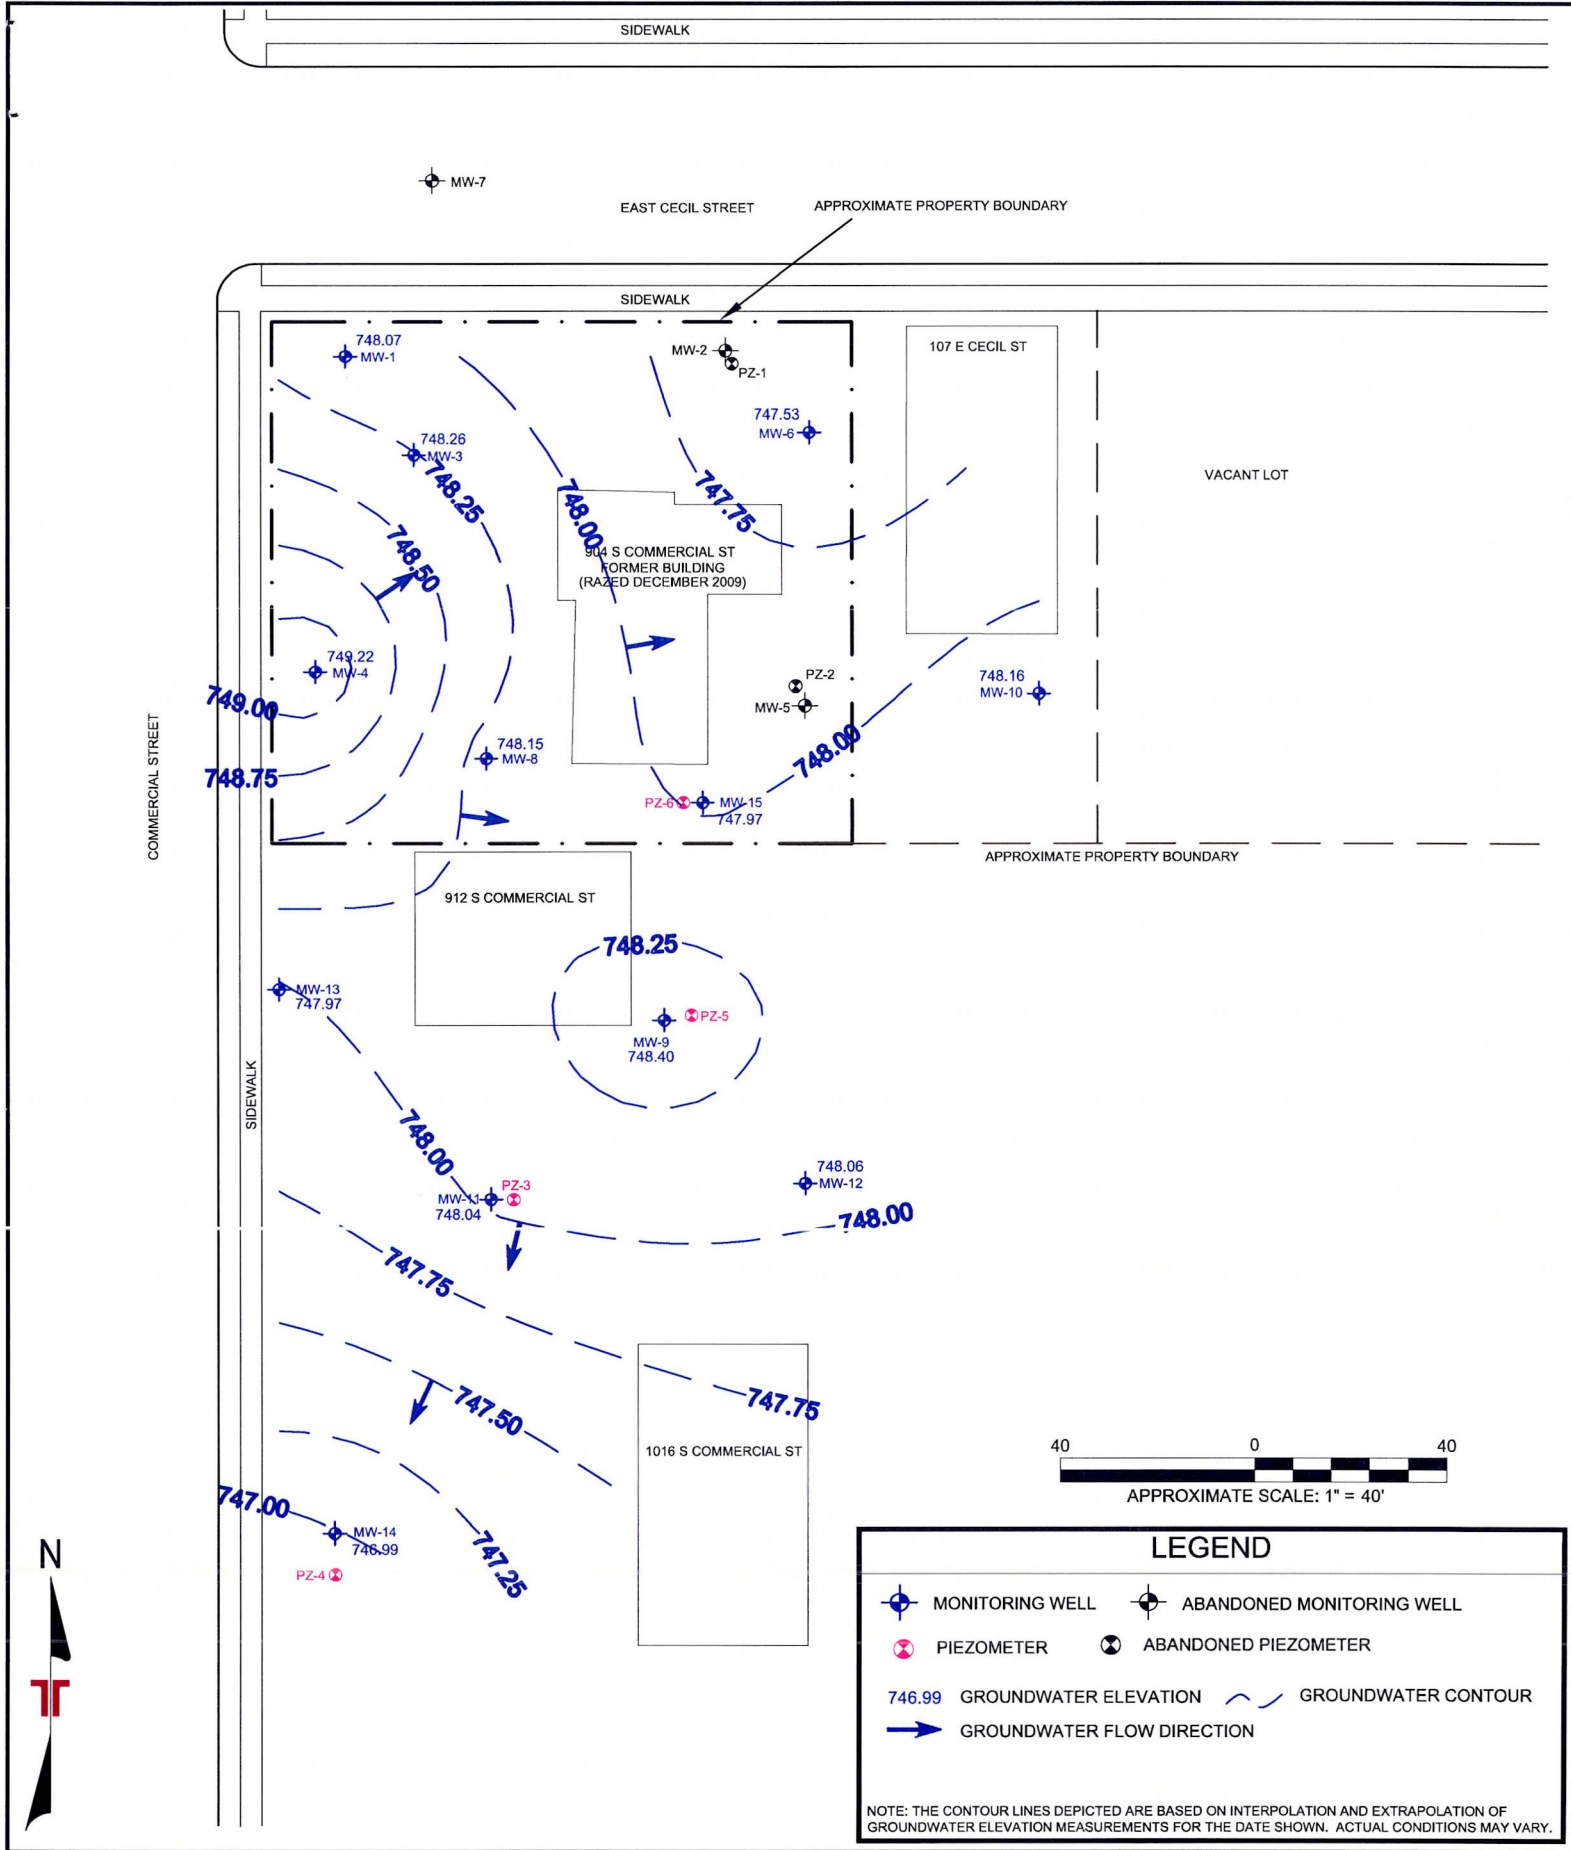 SIDEWALK
MW-7
EAST CECIL STREET
APPROXIMATE PROPERTY BOUNDARY
SIDEWALK
748.07
MW-1
MW-2
PZ-1
107 E CECIL ST
747.53
MW-6
748.26
MW-3
748.25
748.00
747.75
VACANT LOT
748.50
904 S COMMERCIAL ST
FORMER BUILDING
(RAZED DECEMBER 2009)
749.22
MW-4
749.00
PZ-2
MW-5
748.16
MW-10
748.15
MW-8
748.00
748.75
COMMERCIAL STREET
PZ-6
MW-15
747.97
APPROXIMATE PROPERTY BOUNDARY
912 S COMMERCIAL ST
748.25
MW-13
747.97
PZ-5
MW-9
748.40
SIDEWALK
748.00
748.06
MW-12
PZ-3
MW-11
748.04
748.00
747.75
747.75
747.50
1016 S COMMERCIAL ST
747.00
MW-14
746.99
747.25
PZ-4
40 0 40
APPROXIMATE SCALE: 1" = 40'
N
LEGEND
MONITORING WELL
ABANDONED MONITORING WELL
PIEZOMETER
ABANDONED PIEZOMETER
746.99 GROUNDWATER ELEVATION
GROUNDWATER CONTOUR
GROUNDWATER FLOW DIRECTION
NOTE: THE CONTOUR LINES DEPICTED ARE BASED ON INTERPOLATION AND EXTRAPOLATION OF
GROUNDWATER ELEVATION MEASUREMENTS FOR THE DATE SHOWN. ACTUAL CONDITIONS MAY VARY.